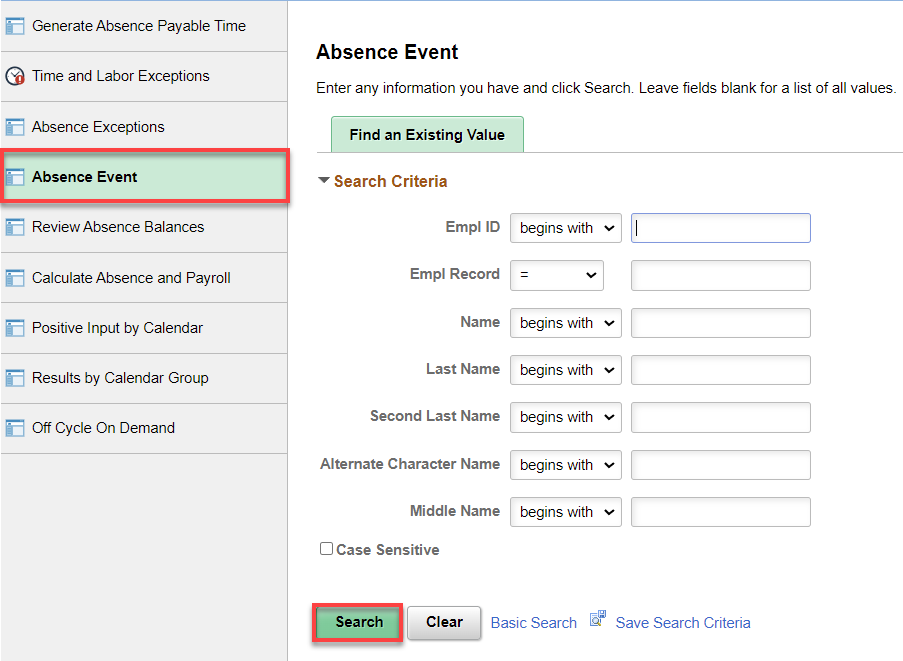 Generate Absence Payable Time
Time and Labor Exceptions
Absence Exceptions
Absence Event
Review Absence Balances
Calculate Absence and Payroll
Positive Input by Calendar
Results by Calendar Group
Off Cycle On Demand
Absence Event
Enter any information you have and click Search. Leave fields blank for a list of all values.
Find an Existing Value
Search Criteria
Empl ID begins with
Empl Record =
Name begins with
Last Name begins with
Second Last Name begins with
Alternate Character Name begins with
Middle Name begins with
Case Sensitive
Search Clear Basic Search Save Search Criteria